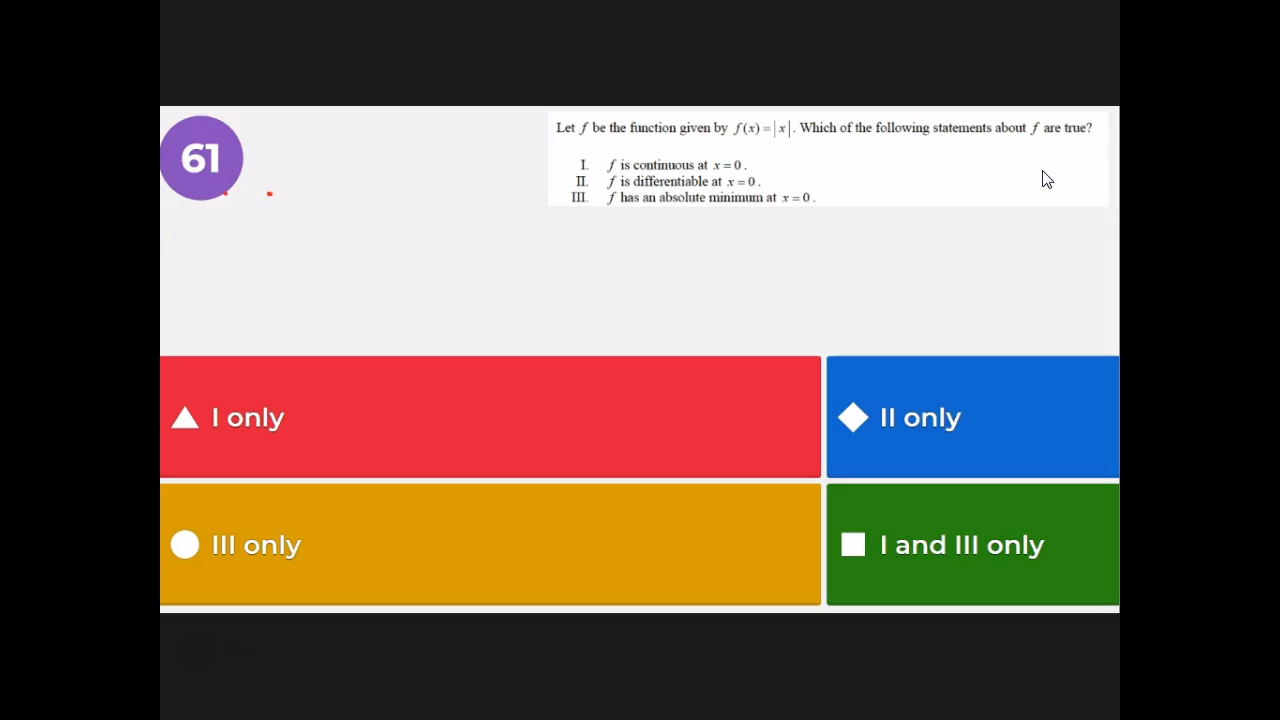 61
Let f be the function given by f(x) = |x|. Which of the following statements about f are true?
I. f is continuous at x = 0.
II. f is differentiable at x = 0.
III. f has an absolute minimum at x = 0.
I only
II only
III only
I and III only